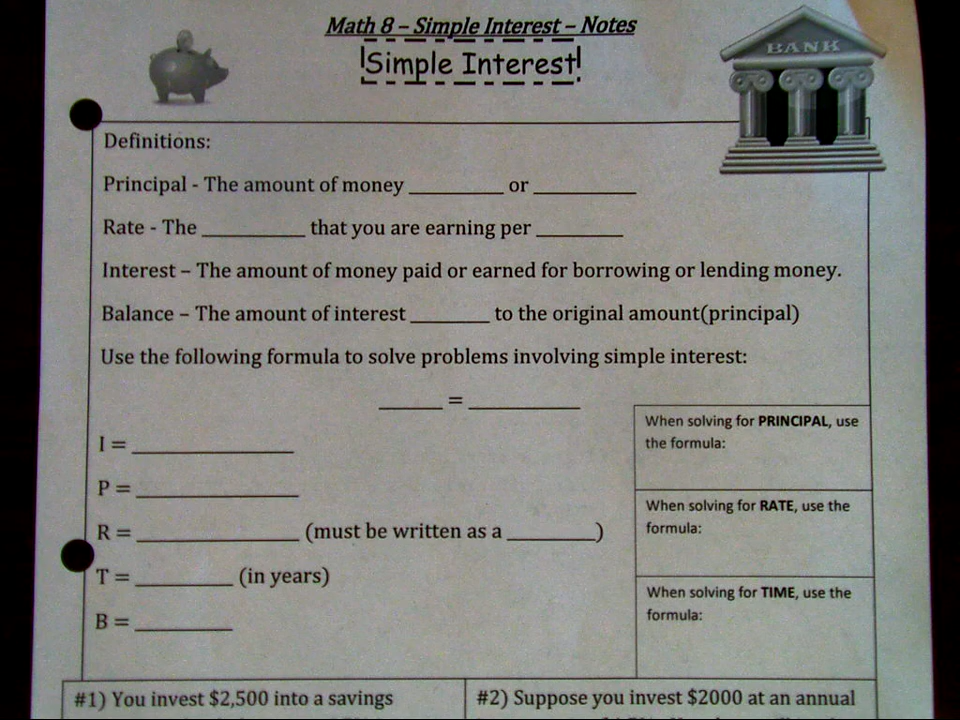 Math 8 – Simple Interest – Notes
Simple Interest!
BANK
Definitions:
Principal - The amount of money _________ or __________
Rate - The __________ that you are earning per ________
Interest – The amount of money paid or earned for borrowing or lending money.
Balance – The amount of interest ________ to the original amount(principal)
Use the following formula to solve problems involving simple interest:
______ = ___________
I = ________________
P = ________________
R = ________________ (must be written as a _________)
T = __________ (in years)
B = __________
When solving for PRINCIPAL, use
the formula:
When solving for RATE, use the
formula:
When solving for TIME, use the
formula:
#1) You invest $2,500 into a savings
#2) Suppose you invest $2000 at an annual